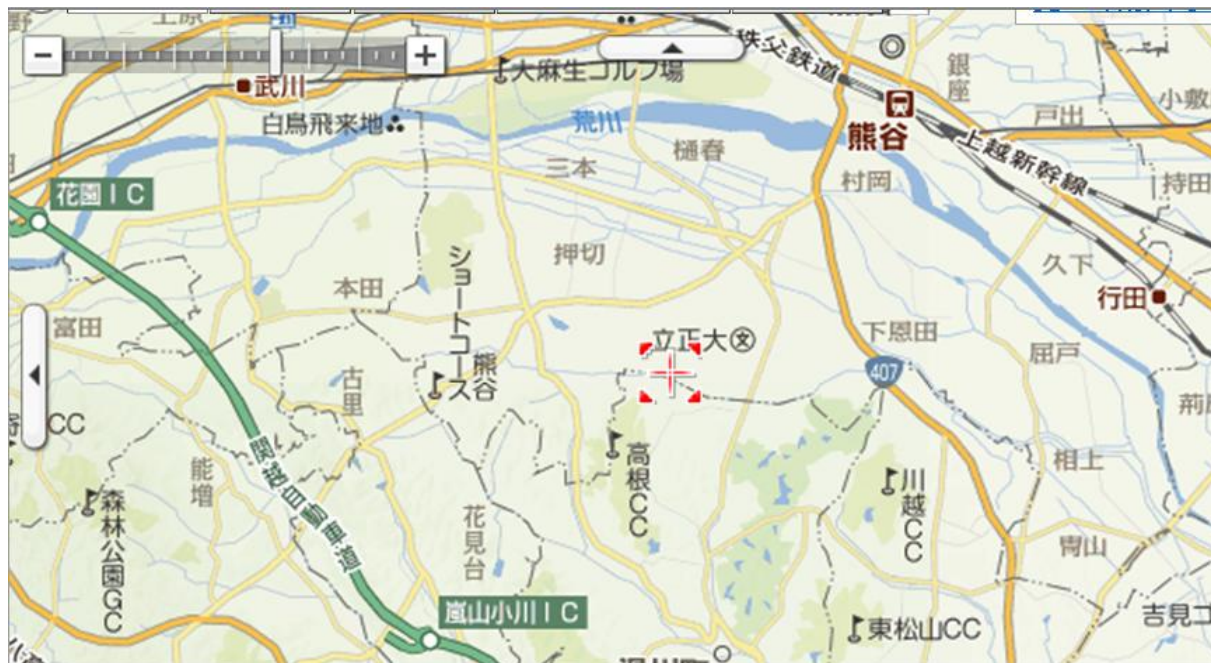 上原
大麻生ゴルフ場
秩父鉄道
銀座
武川
戸出
小敷
白鳥飛来地
荒川
熊谷
樋春
上越新幹線
三本
村岡
持田
花園IC
押切
久下
ショートコース
熊谷
本田
行田
富田
立正大
文
下恩田
屈戸
古里
407
CC
高根CC
相上
能増
川越CC
森林公園GC
関越自動車道
花見台
青山
嵐山小川IC
吉見
東松山CC